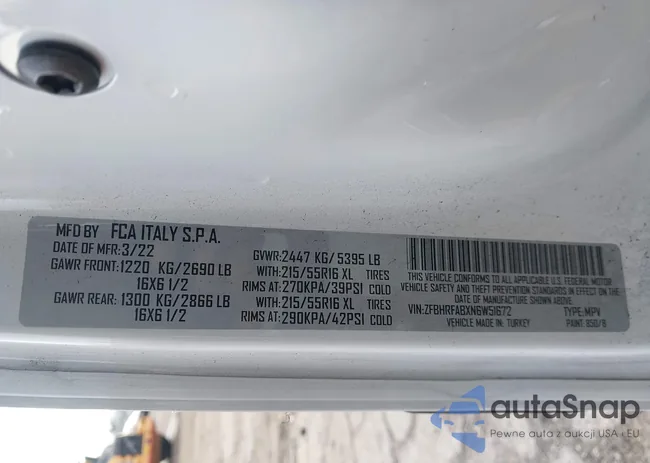 MFD BY FCA ITALY S.P.A.
DATE OF MFR:3/22
GAWR FRONT:1220 KG/2690 LB
16X6 1/2
GAWR REAR: 1300 KG/2866 LB
16X6 1/2
GVWR:2447 KG/5395 LB
WITH:215/55R16 XL TIRES
RIMS AT:270KPA/39PSI COLD
WITH:215/55R16 XL TIRES
RIMS AT:290KPA/42PSI COLD
THIS VEHICLE CONFORMS TO ALL APPLICABLE U.S. FEDERAL MOTOR
VEHICLE SAFETY AND THEFT PREVENTION STANDARDS IN EFFECT
ON THE DATE OF MANUFACTURE SHOWN ABOVE.
VIN:ZFBHRFABXN6W51672 TYPE:MPV
VEHICLE MADE IN: TURKEY PAINT: 850/B
autoSnap
Pewne auta z aukcji USA i EU